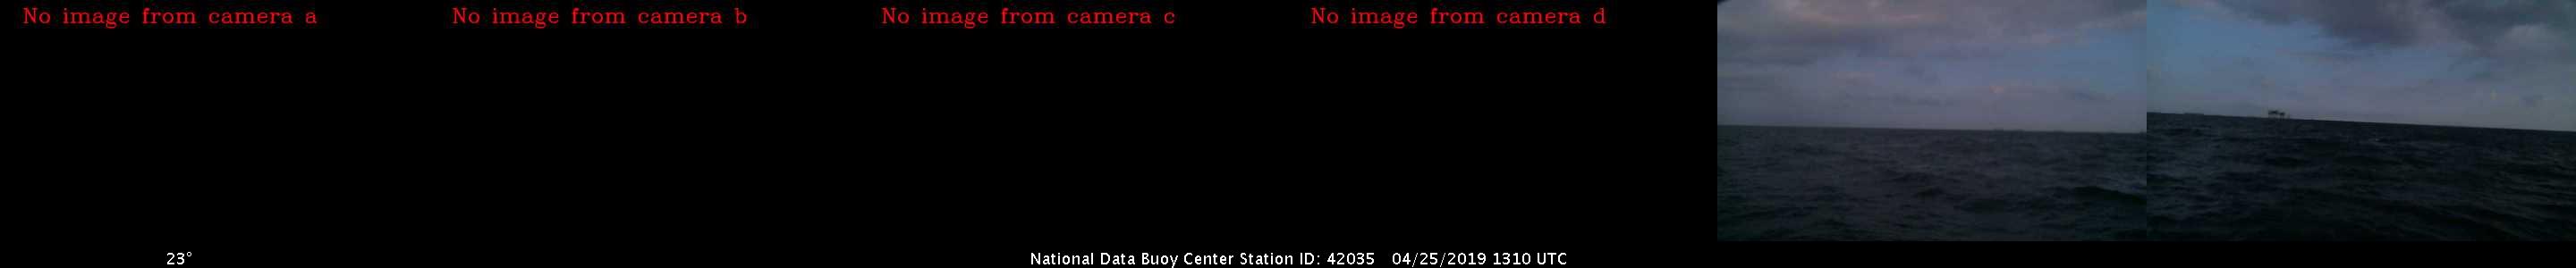 No image from camera a
No image from camera b
No image from camera c
No image from camera d
23°
National Data Buoy Center Station ID: 42035 04/25/2019 1310 UTC